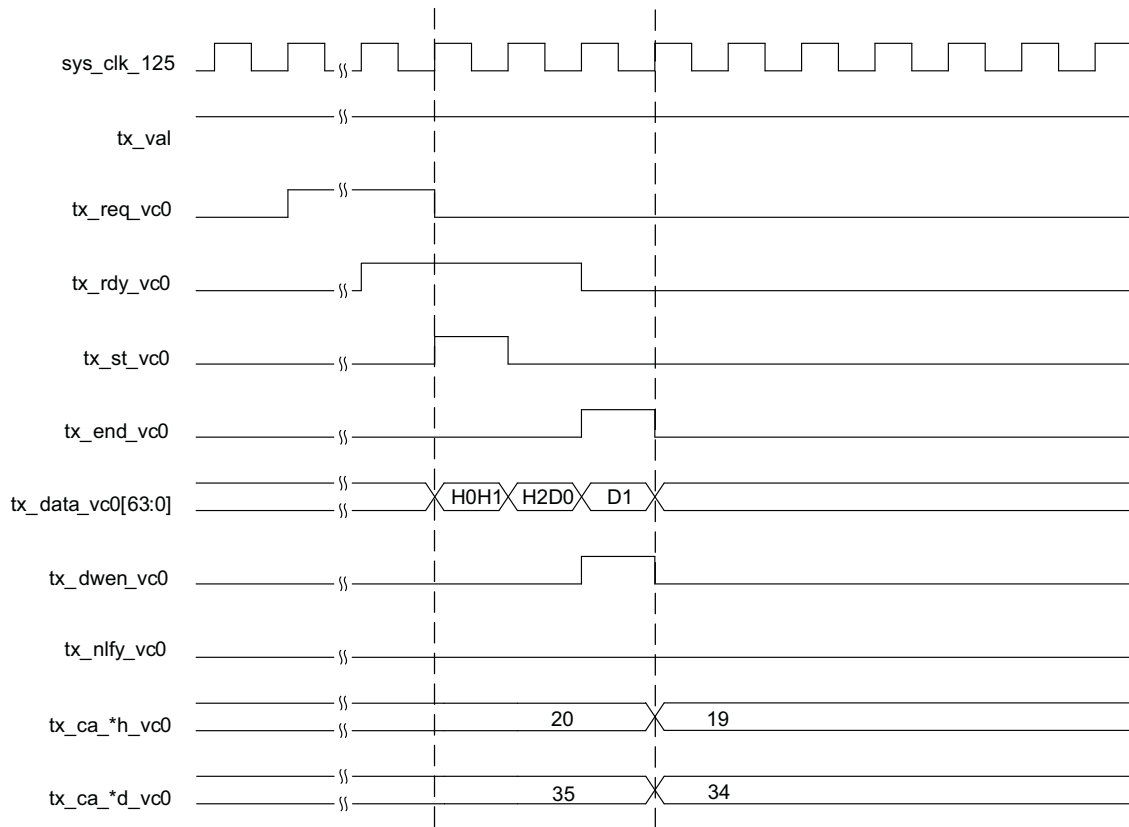 sys_clk_125
tx_val
tx_req_vc0
tx_rdy_vc0
tx_st_vc0
tx_end_vc0
tx_data_vc0[63:0] H0H1 H2D0 D1
tx_dwen_vc0
tx_nlfy_vc0
tx_ca_*h_vc0 20 19
tx_ca_*d_vc0 35 34